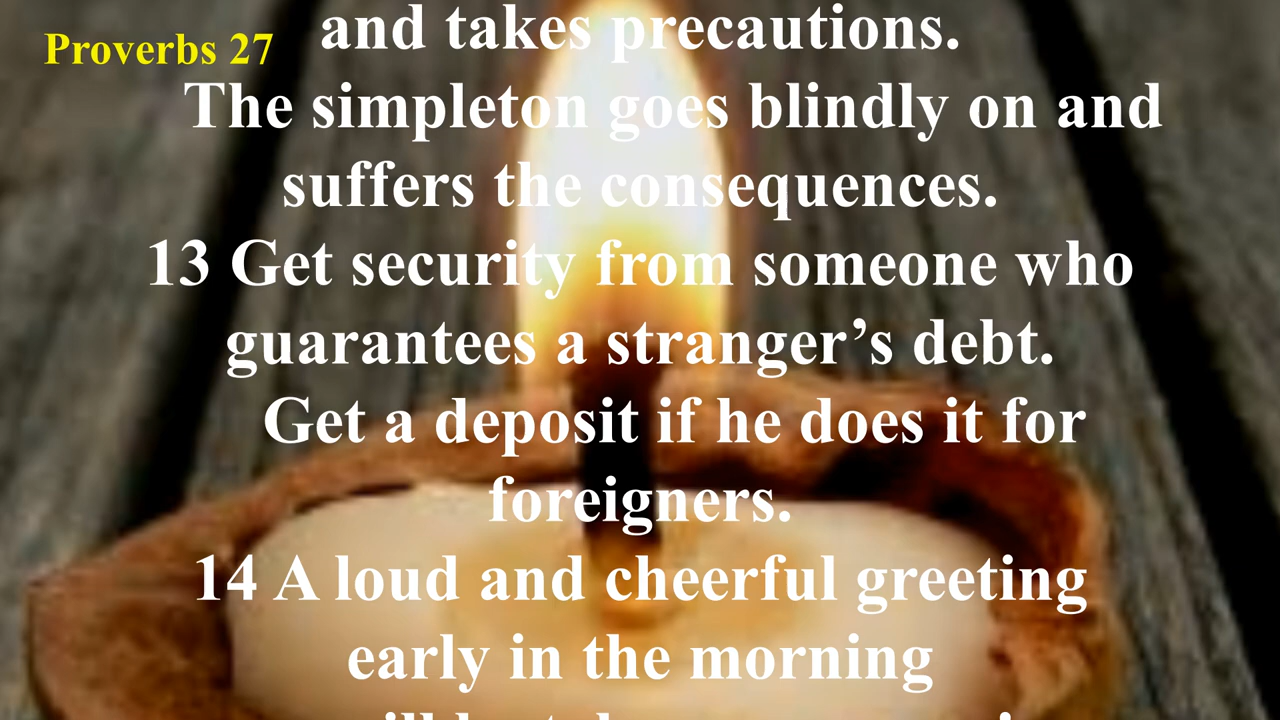 Proverbs 27
and takes precautions.
The simpleton goes blindly on and
suffers the consequences.
13 Get security from someone who
guarantees a stranger’s debt.
Get a deposit if he does it for
foreigners.
14 A loud and cheerful greeting
early in the morning